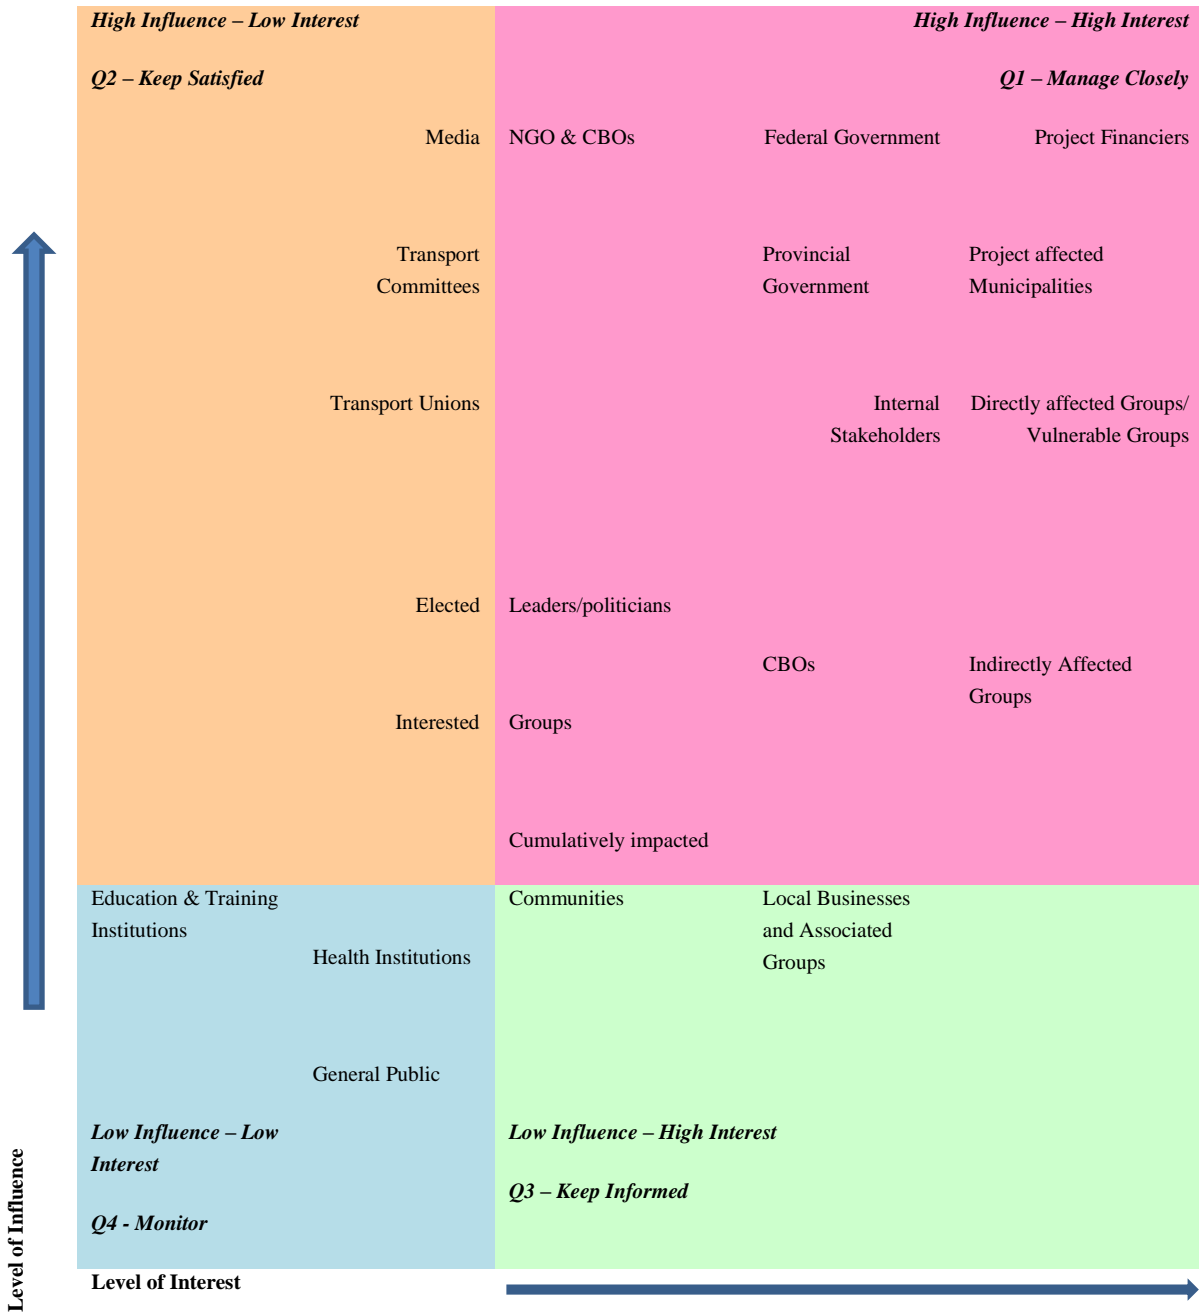 High Influence – Low Interest
High Influence – High Interest
Q2 – Keep Satisfied
Q1 – Manage Closely
Media
NGO & CBOs
Federal Government
Project Financiers
Transport
Committees
Provincial
Government
Project affected
Municipalities
Transport Unions
Internal
Stakeholders
Directly affected Groups/
Vulnerable Groups
Elected
Leaders/politicians
CBOs
Indirectly Affected
Groups
Interested
Groups
Cumulatively impacted
Education & Training
Institutions
Communities
Local Businesses
and Associated
Groups
Health Institutions
General Public
Low Influence – Low
Interest
Low Influence – High Interest
Q3 – Keep Informed
Q4 - Monitor
Level of Influence
Level of Interest